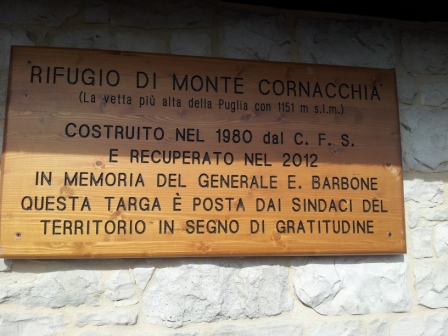 RIFUGIO DI MONTE CORNACCHIA
(La vetta più alta della Puglia con 1151 m s.l.m.)
COSTRUITO NEL 1980 dal C. F. S.
E RECUPERATO NEL 2012
IN MEMORIA DEL GENERALE E. BARBONE
QUESTA TARGA È POSTA DAI SINDACI DEL
TERRITORIO IN SEGNO DI GRATITUDINE